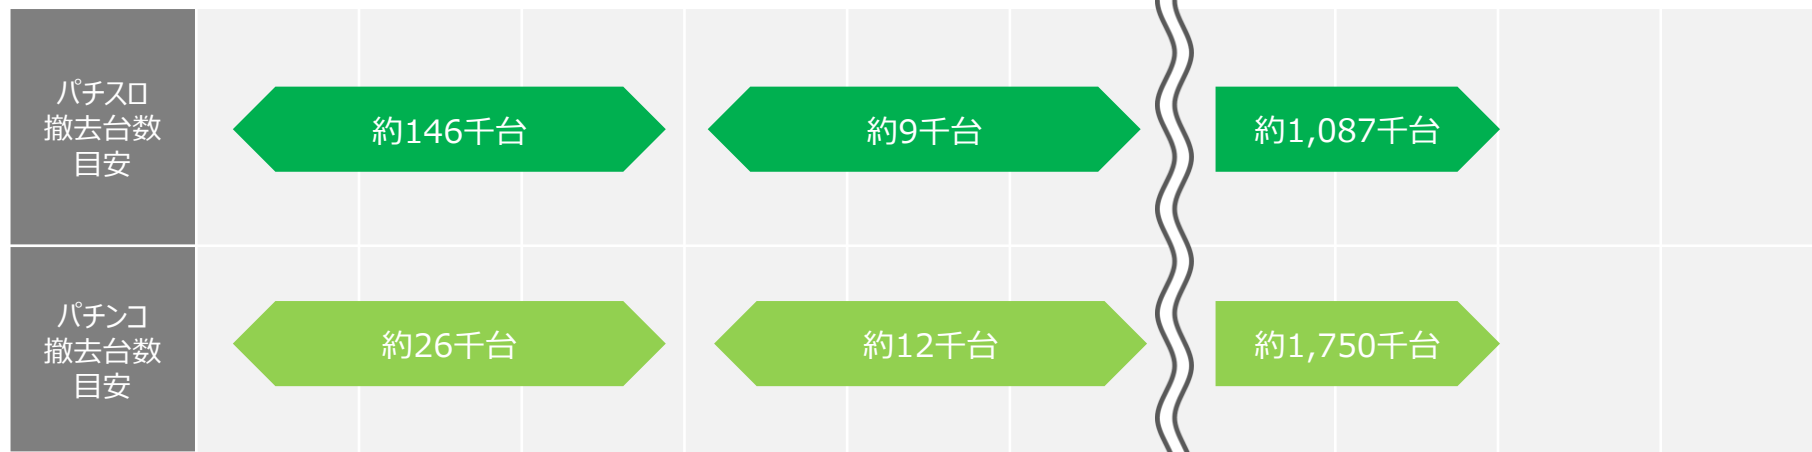 パチスロ
撤去台数
目安
約146千台
約9千台
約1,087千台
パチンコ
撤去台数
目安
約26千台
約12千台
約1,750千台